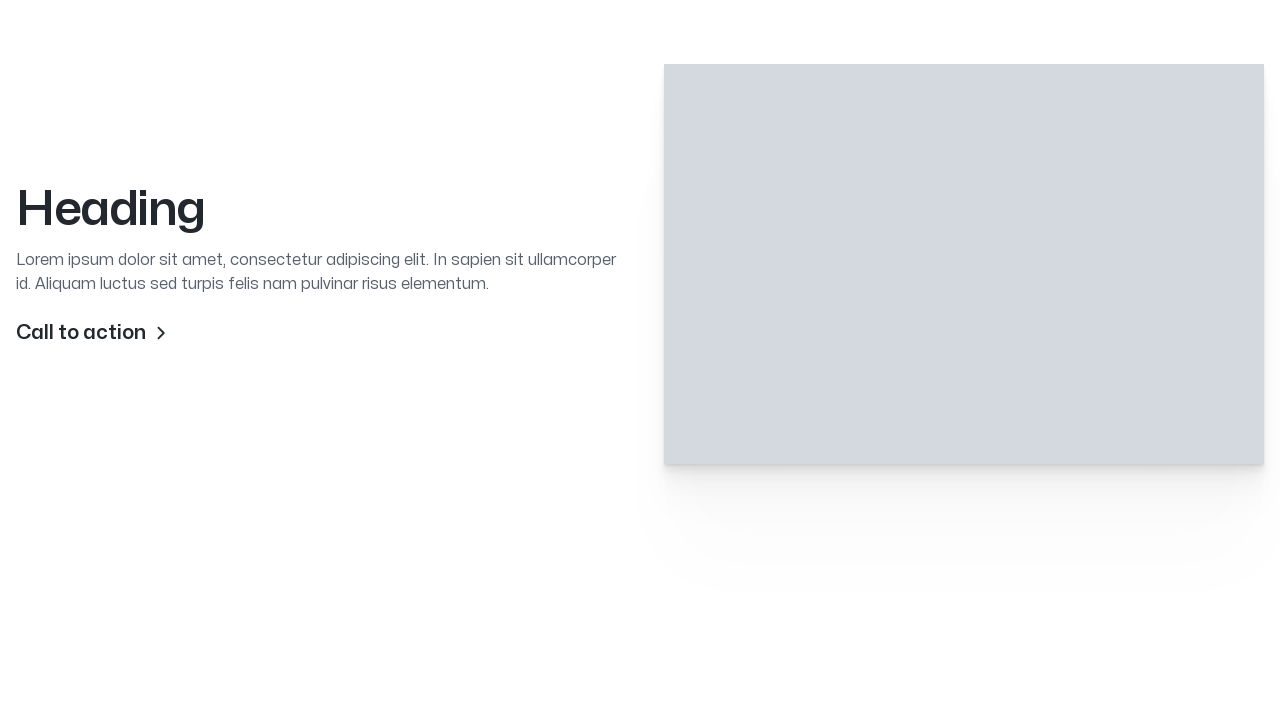 Heading
Lorem ipsum dolor sit amet, consectetur adipiscing elit. In sapien sit ullamcorper
id. Aliquam luctus sed turpis felis nam pulvinar risus elementum.
Call to action